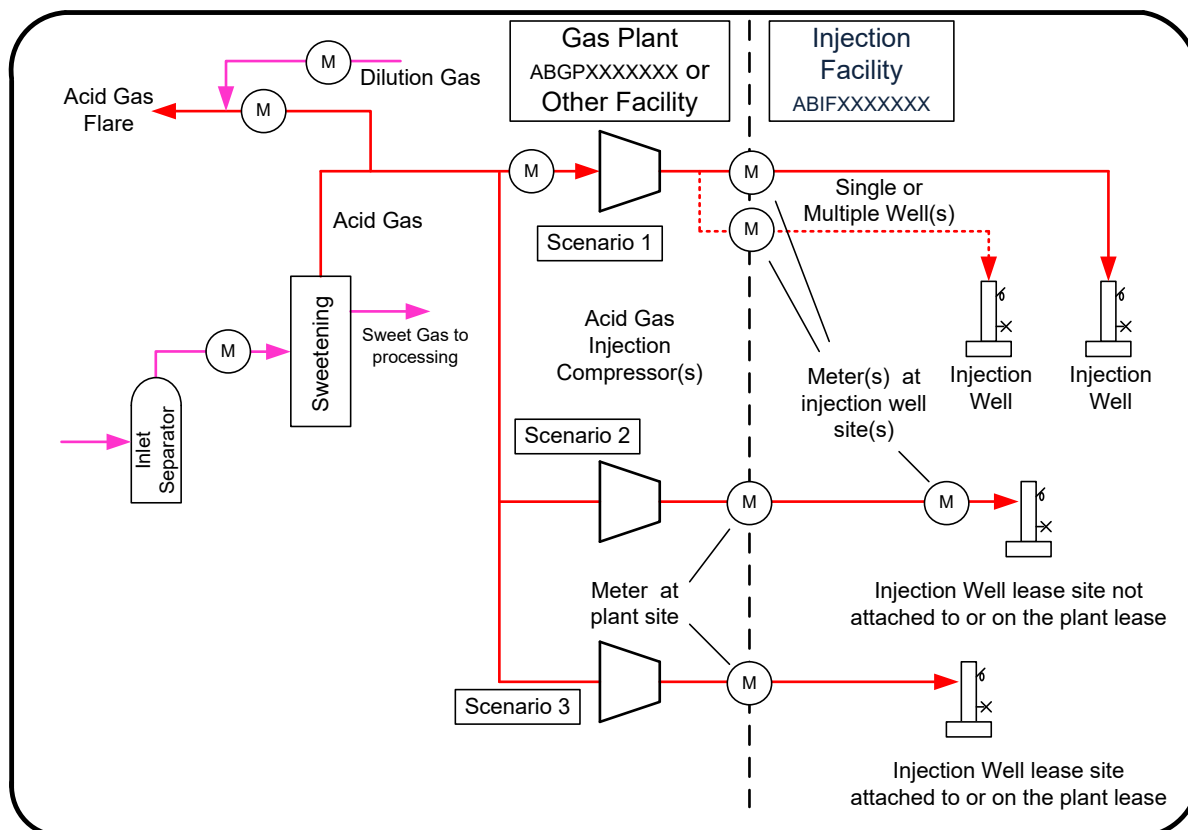 Gas Plant
ABGPXXXXXXX or
Other Facility
Injection
Facility
ABIFXXXXXXX
M
Dilution Gas
Acid Gas
Flare
M
M
M
Single or
Multiple Well(s)
M
Acid Gas
Scenario 1
Sweetening
Sweet Gas to
processing
M
Inlet
Separator
Acid Gas
Injection
Compressor(s)
Meter(s) at
injection well
site(s)
Injection
Well
Injection
Well
Scenario 2
M
M
Meter at
plant site
Injection Well lease site not
attached to or on the plant lease
Scenario 3
M
Injection Well lease site
attached to or on the plant lease